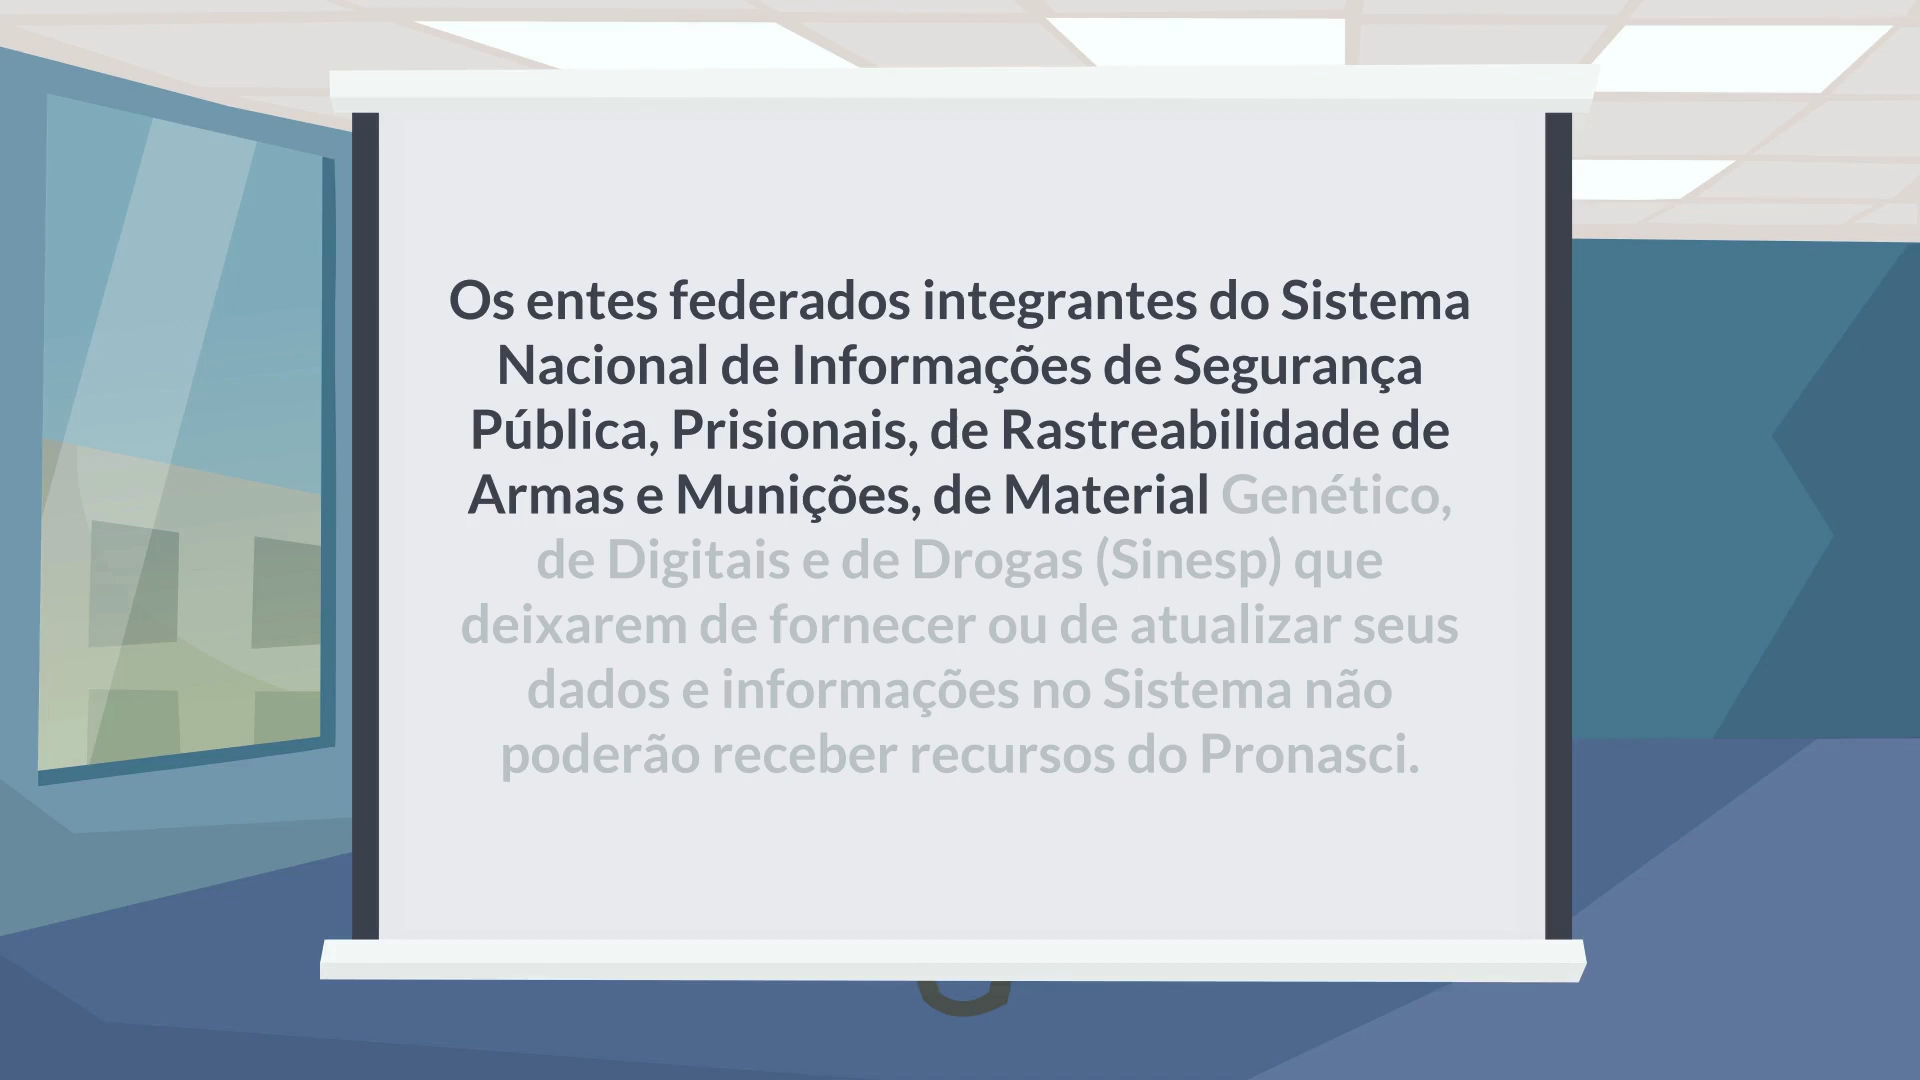 Os entes federados integrantes do Sistema
Nacional de Informações de Segurança
Pública, Prisionais, de Rastreabilidade de
Armas e Munições, de Material Genético,
de Digitais e de Drogas (Sinesp) que
deixarem de fornecer ou de atualizar seus
dados e informações no Sistema não
poderão receber recursos do Pronasci.